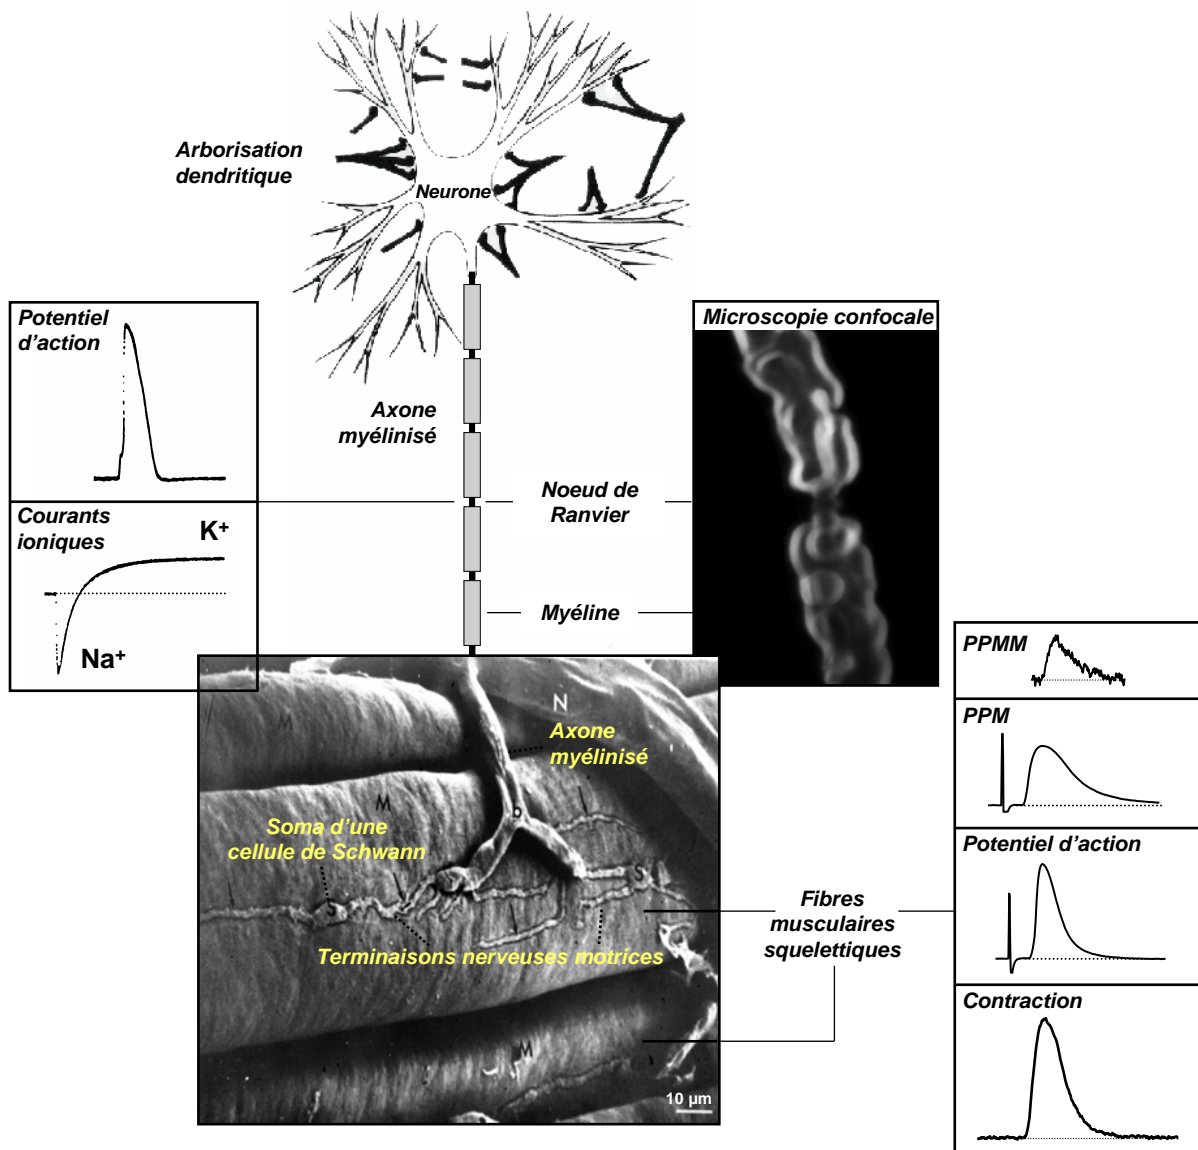 Arborisation
dendritique
Neurone
Potentiel
d'action
Microscopie confocale
Axone
myélinisé
Noeud de
Ranvier
Courants
ioniques
K+
Na+
Myéline
PPMM
PPM
Potentiel d'action
Contraction
N
M
Axone
myélinisé
M
b
Soma d'une
cellule de Schwann
S
S
Terminaisons nerveuses motrices
M
10 µm
Fibres
musculaires
squelettiques